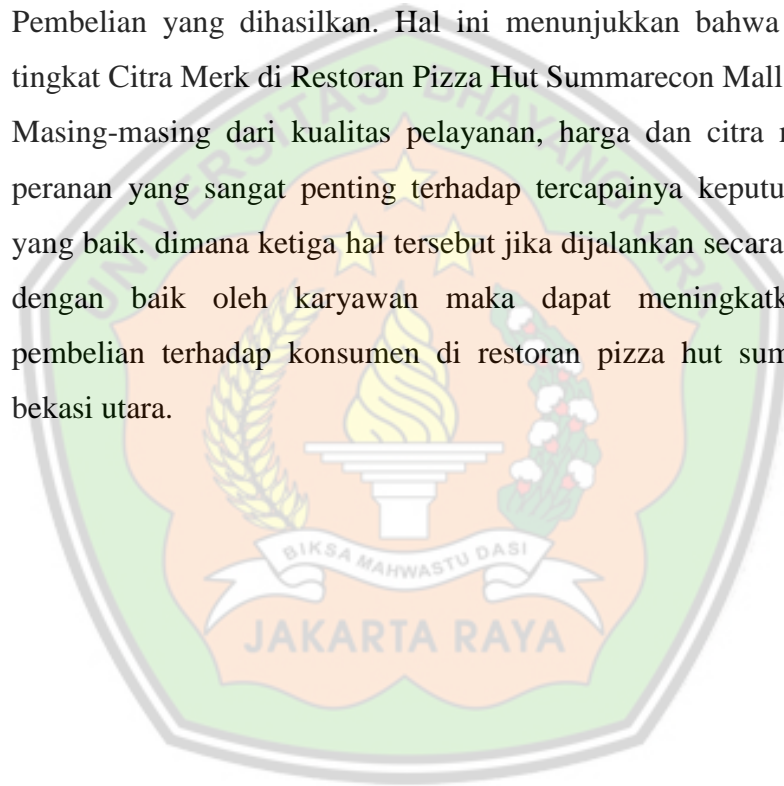 Pembelian yang dihasilkan. Hal ini menunjukkan bahwa
tingkat Citra Merk di Restoran Pizza Hut Summarecon Mall
Masing-masing dari kualitas pelayanan, harga dan citra
peranan yang sangat penting terhadap tercapainya
yang baik. dimana ketiga hal tersebut jika dijalankan secara
dengan baik oleh karyawan maka dapat
pembelian terhadap konsumen di restoran pizza hut
bekasi utara.
UNIVERSITAS BHAYANGKARA
BIKSA MAHWASTU DASI
JAKARTA RAYA